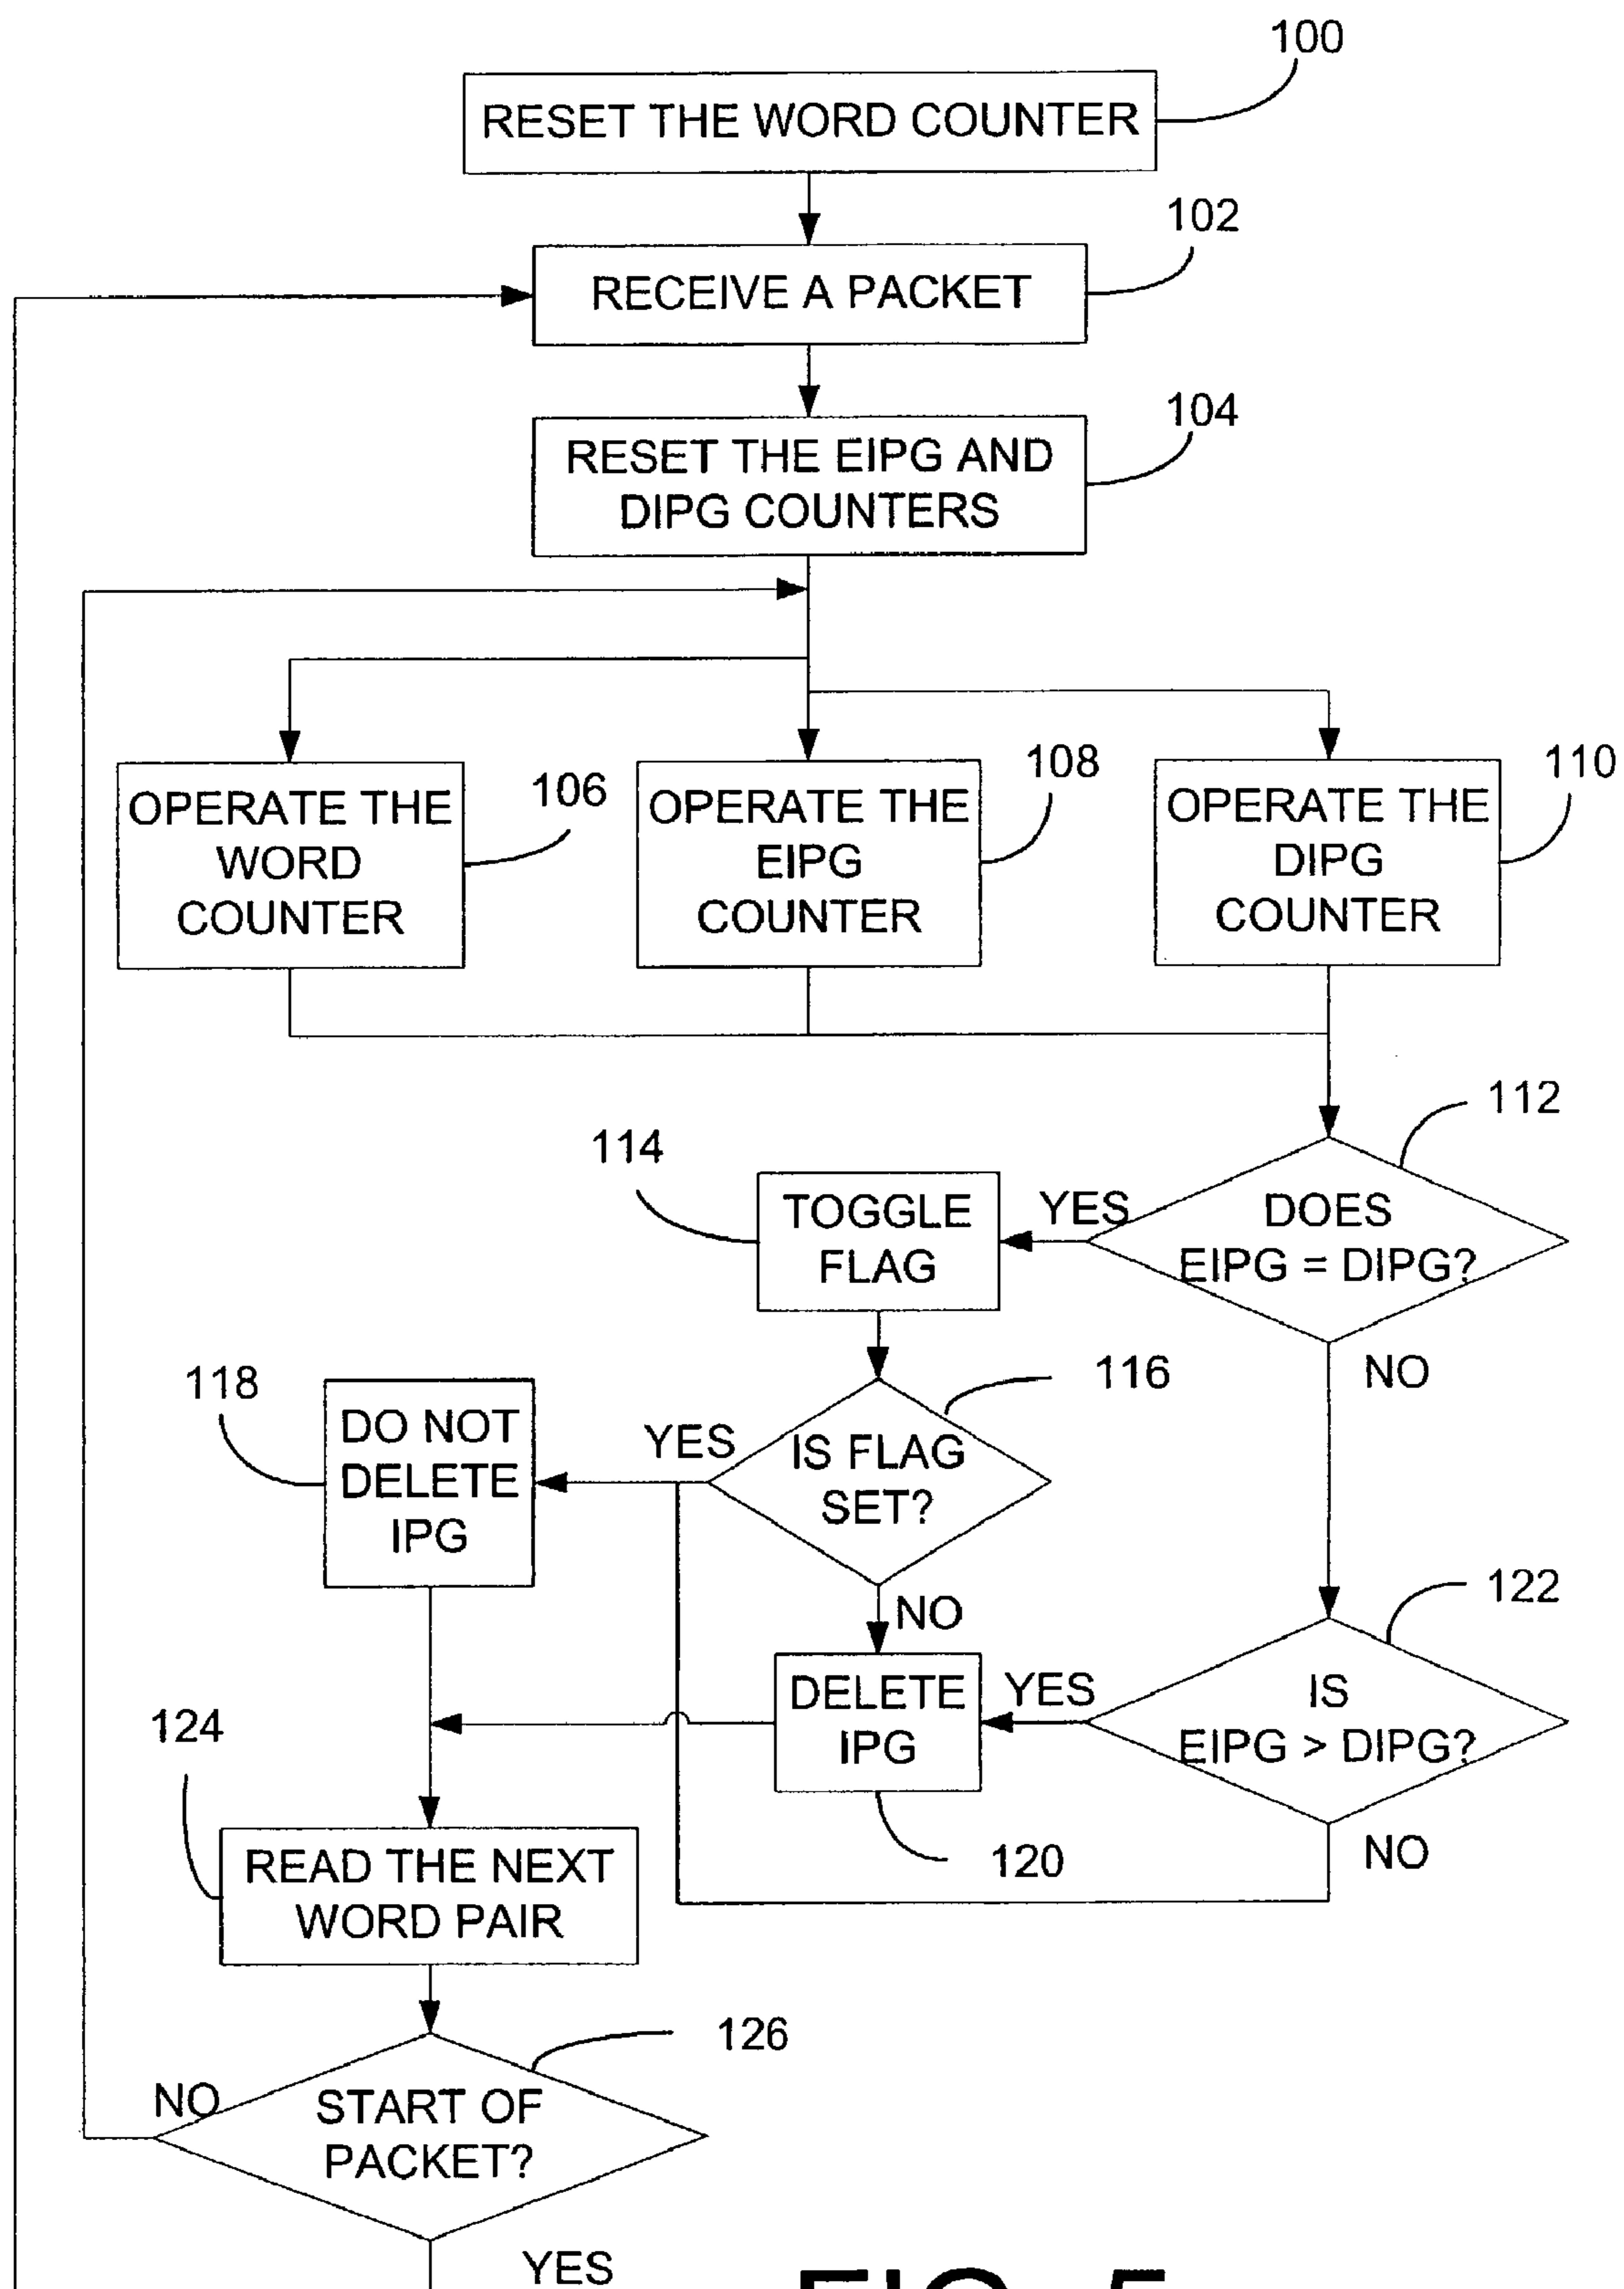 100
RESET THE WORD COUNTER
102
RECEIVE A PACKET
104
RESET THE EIPG AND
DIPG COUNTERS
106
OPERATE THE
WORD
COUNTER
108
OPERATE THE
EIPG
COUNTER
110
OPERATE THE
DIPG
COUNTER
112
DOES
EIPG = DIPG?
YES
NO
114
TOGGLE
FLAG
116
IS FLAG
SET?
YES
NO
118
DO NOT
DELETE
IPG
122
IS
EIPG > DIPG?
YES
NO
DELETE
IPG
120
124
READ THE NEXT
WORD PAIR
126
START OF
PACKET?
NO
YES
FIG. 5